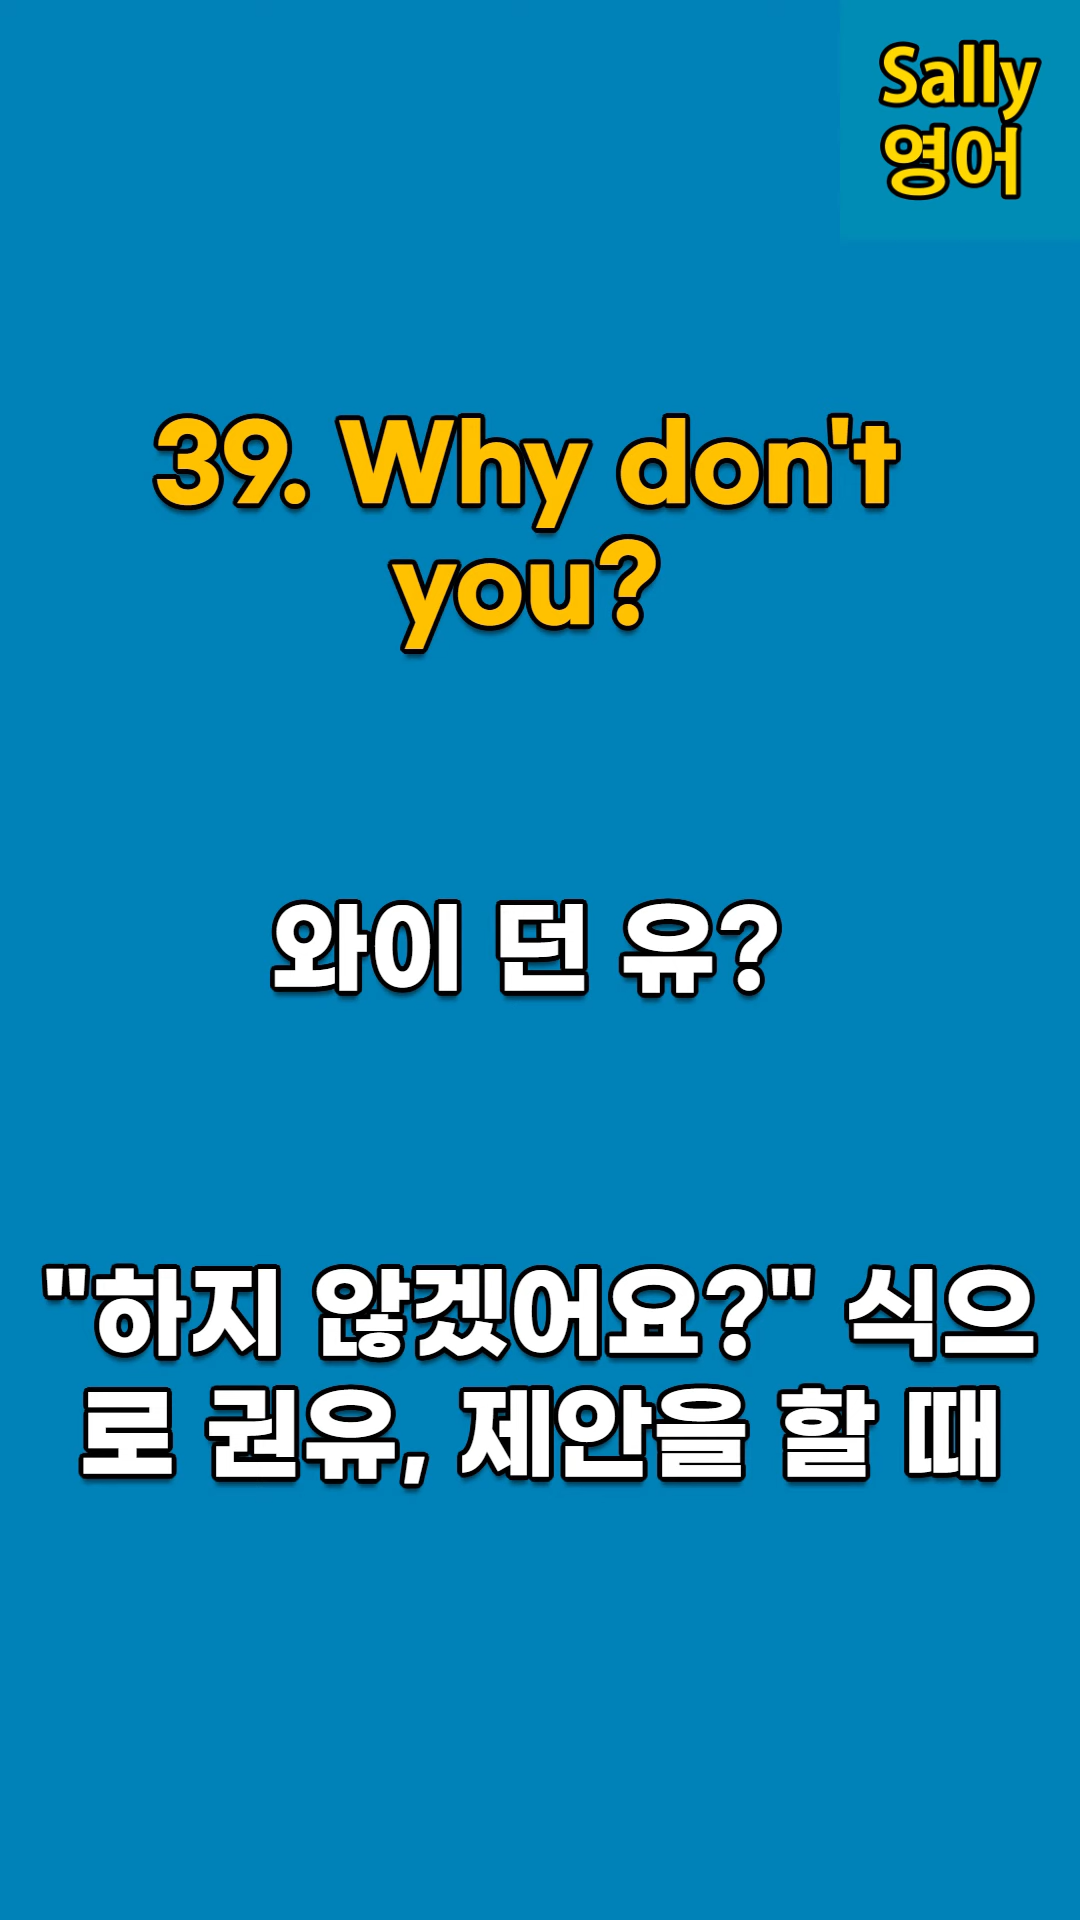 Sally
영어
39. Why don't
you?
와이 던 유?
"하지 않겠어요?" 식으
로 권유, 제안을 할 때